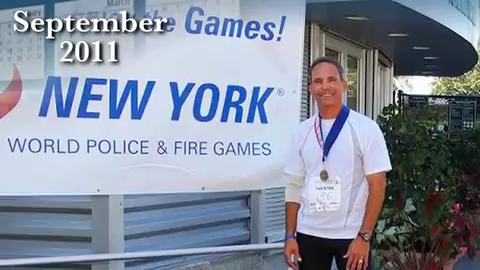 September
2011
the Games!
NEW YORK®
WORLD POLICE & FIRE GAMES